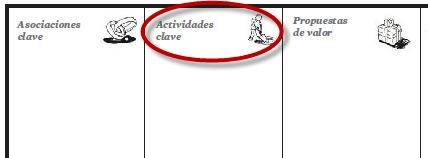 Asociaciones
clave
Actividades
clave
Propuestas
de valor